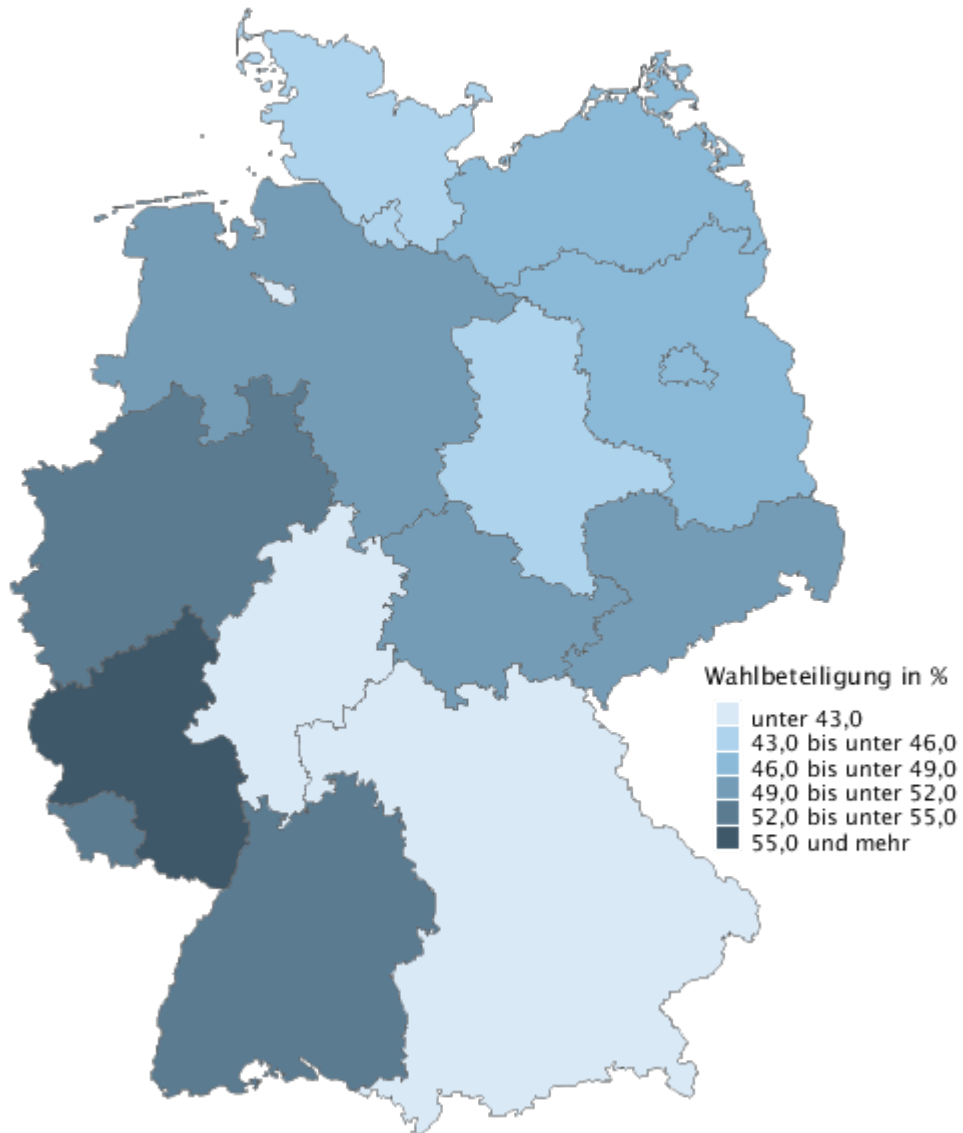 Wahlbeteiligung in %
unter 43,0
43,0 bis unter 46,0
46,0 bis unter 49,0
49,0 bis unter 52,0
52,0 bis unter 55,0
55,0 und mehr